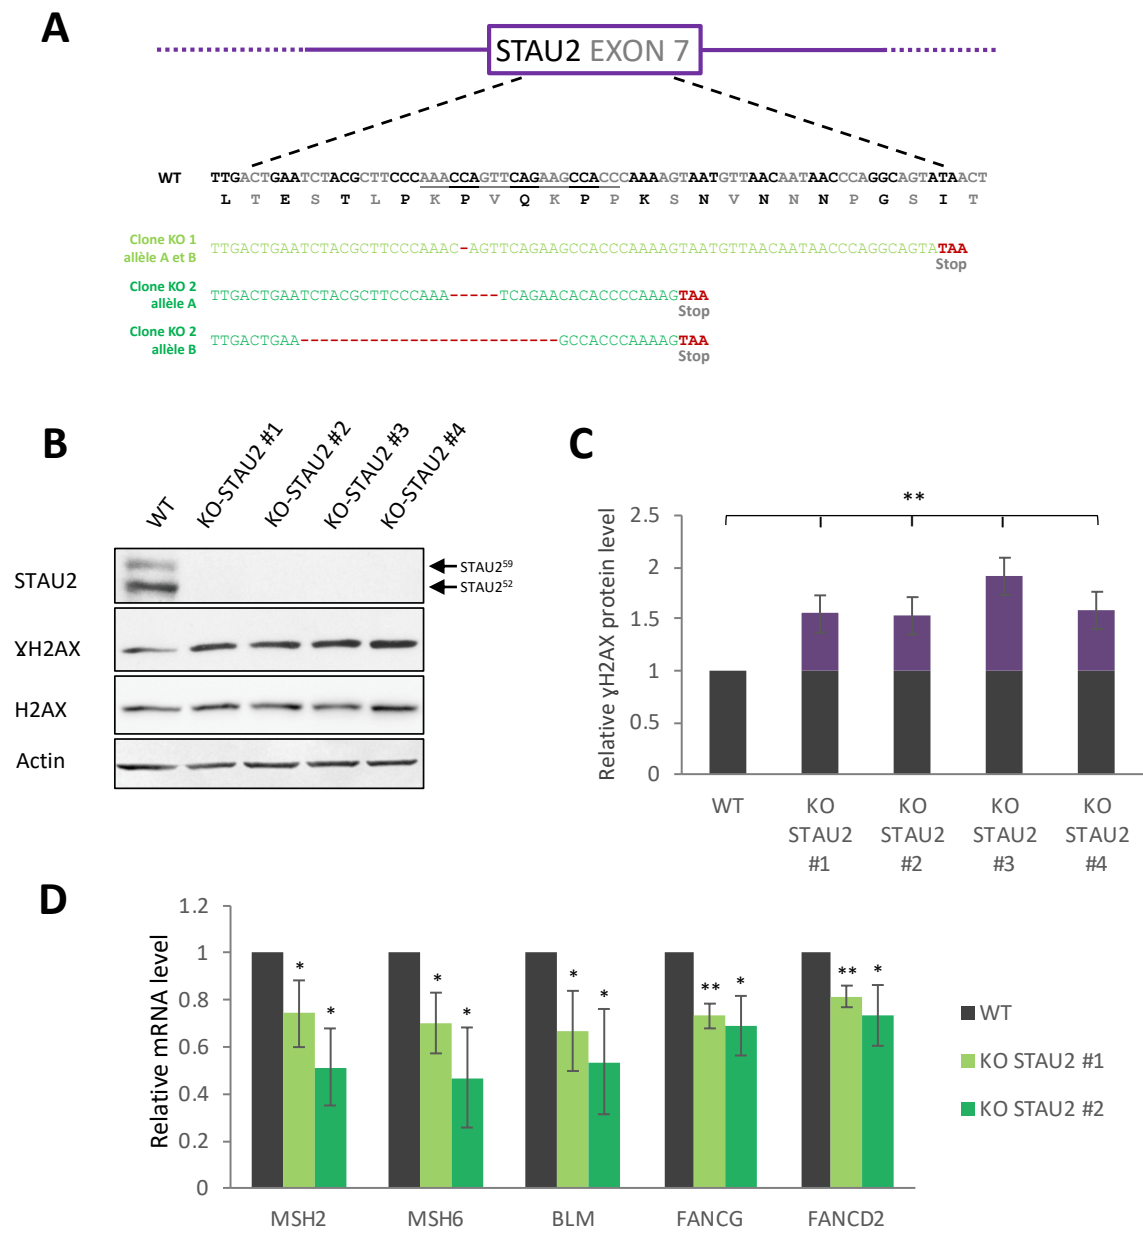 A
STAU2 EXON 7
WT TTGACTGAATCTACGCTTCCCAAACCAGTTCAGAAGCCACCCAAAAGTAATGTTAACAATAACCCAGGCAGTATAACT
L T E S T L P K P V Q K P P K S N V N N N P G S I T
Clone KO 1
allèle A et B
TTGACTGAATCTACGCTTCCCAAAC-AGTTCAGAAGCCACCCAAAAGTAATGTTAACAATAACCCAGGCAGTATAA
Stop
Clone KO 2
allèle A
TTGACTGAATCTACGCTTCCCAAA-----TCAGAACACACCCCAAAGTAA
Stop
Clone KO 2
allèle B
TTGACTGAA--------------------------GCCACCCAAAAGTAA
Stop
B
WT
KO-STAU2 #1
KO-STAU2 #2
KO-STAU2 #3
KO-STAU2 #4
STAU2
STAU2⁵⁹
STAU2⁵²
ɣH2AX
H2AX
Actin
C
**
Relative ɣH2AX protein level
2.5
2
1.5
1
0.5
0
WT
KO
STAU2
#1
KO
STAU2
#2
KO
STAU2
#3
KO
STAU2
#4
D
Relative mRNA level
1.2
1
0.8
0.6
0.4
0.2
0
* * * * * * ** * ** *
MSH2 MSH6 BLM FANCG FANCD2
WT
KO STAU2 #1
KO STAU2 #2